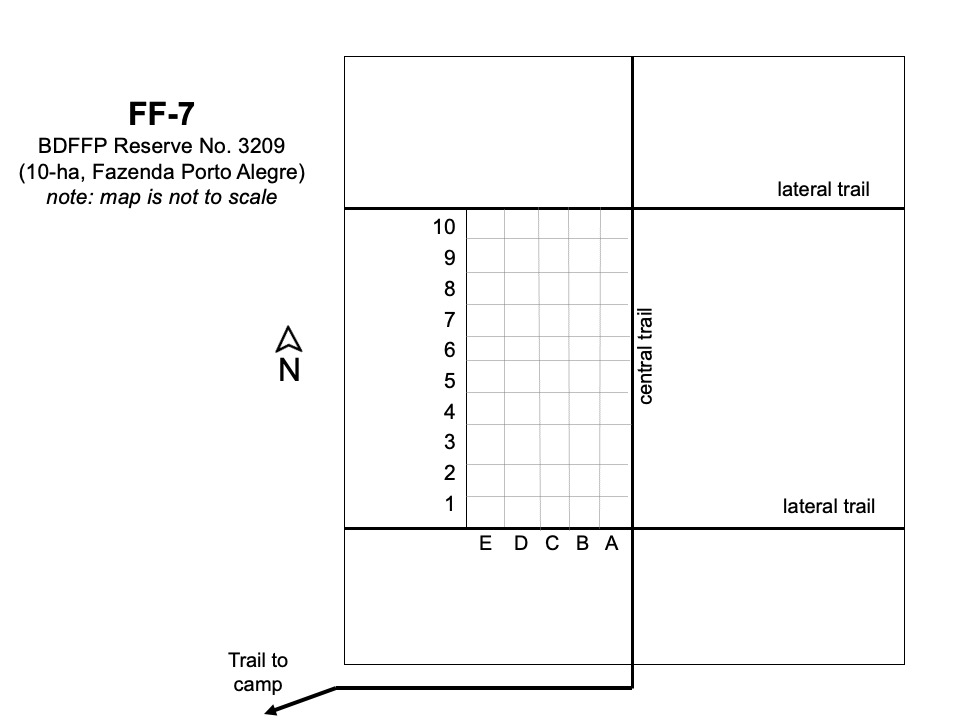 FF-7
BDFFP Reserve No. 3209
(10-ha, Fazenda Porto Alegre)
note: map is not to scale
lateral trail
10
9
8
7
6
5
4
3
2
1
central trail
N
lateral trail
E D C B A
Trail to
camp